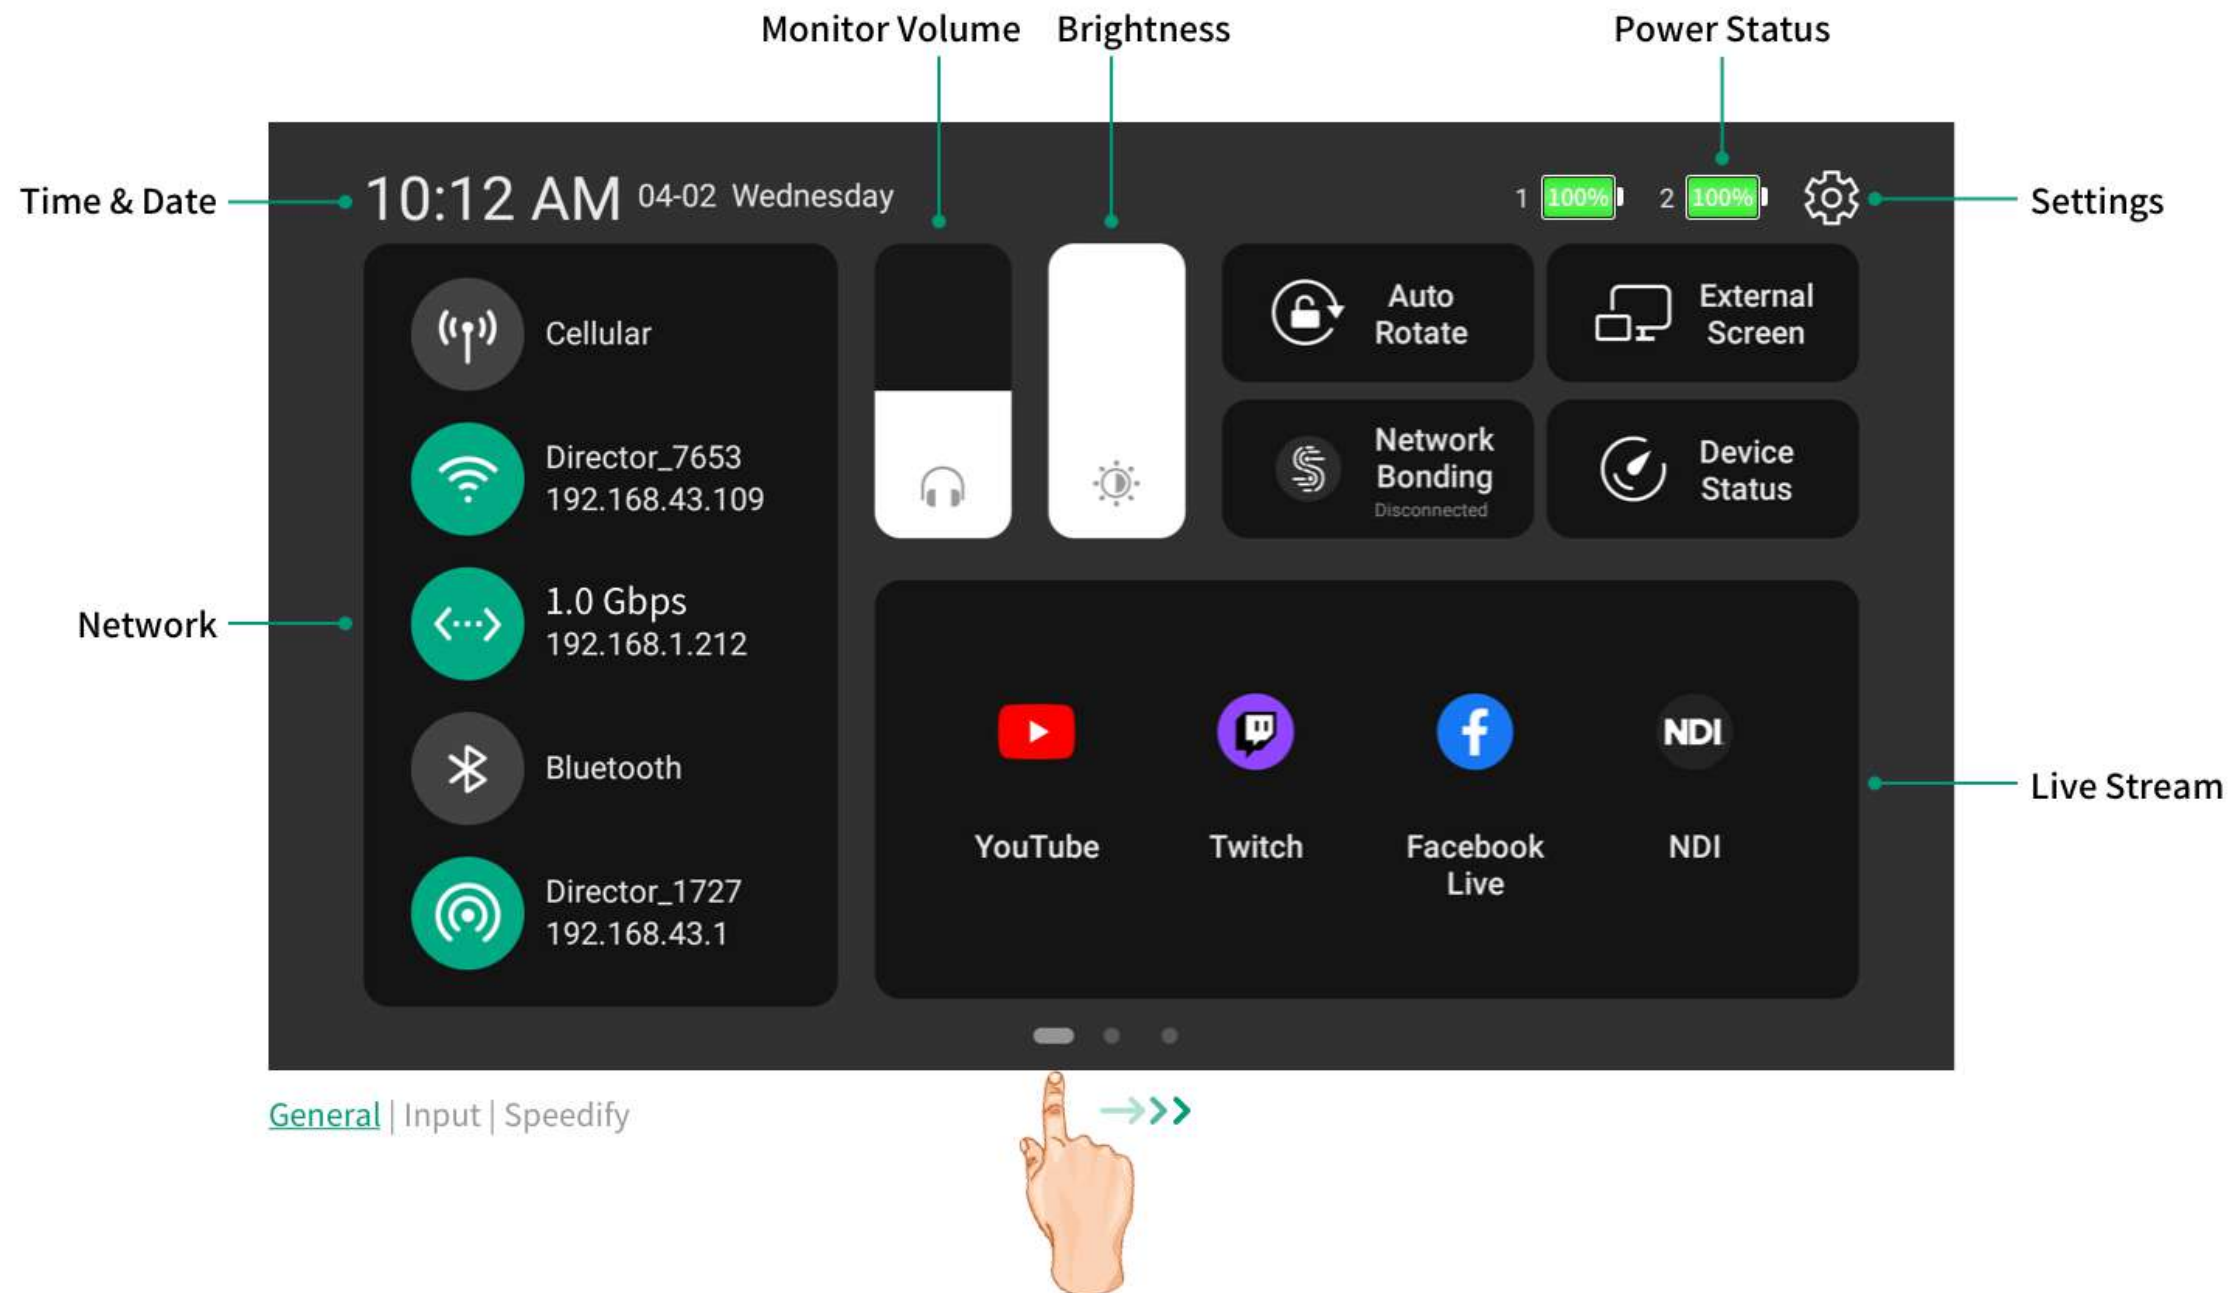 Monitor Volume
Brightness
Power Status
Time & Date
10:12 AM 04-02 Wednesday
1 100% 2 100%
Settings
Network
Cellular
Director_7653
192.168.43.109
1.0 Gbps
192.168.1.212
Bluetooth
Director_1727
192.168.43.1
Auto
Rotate
External
Screen
Network
Bonding
Disconnected
Device
Status
NDI
YouTube
Twitch
Facebook
Live
NDI
Live Stream
General | Input | Speedify